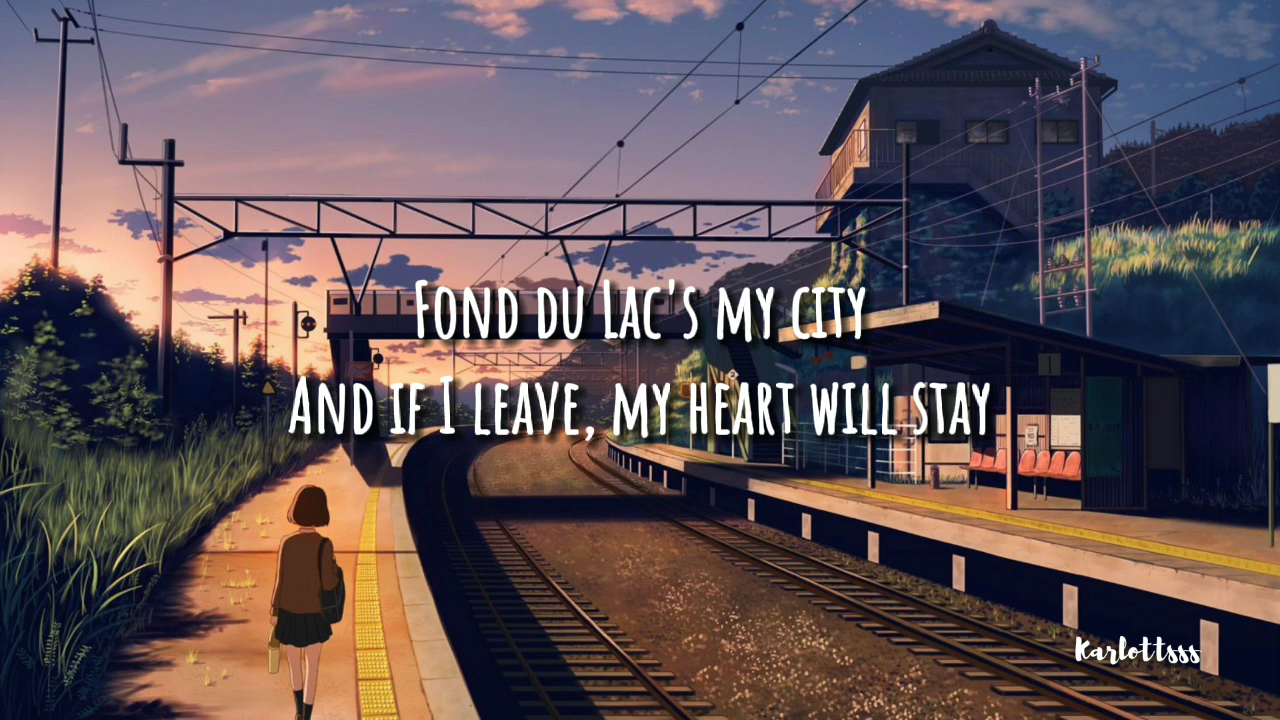 Fond du Lac's my city
And if I leave, my heart will stay
Karlottsss